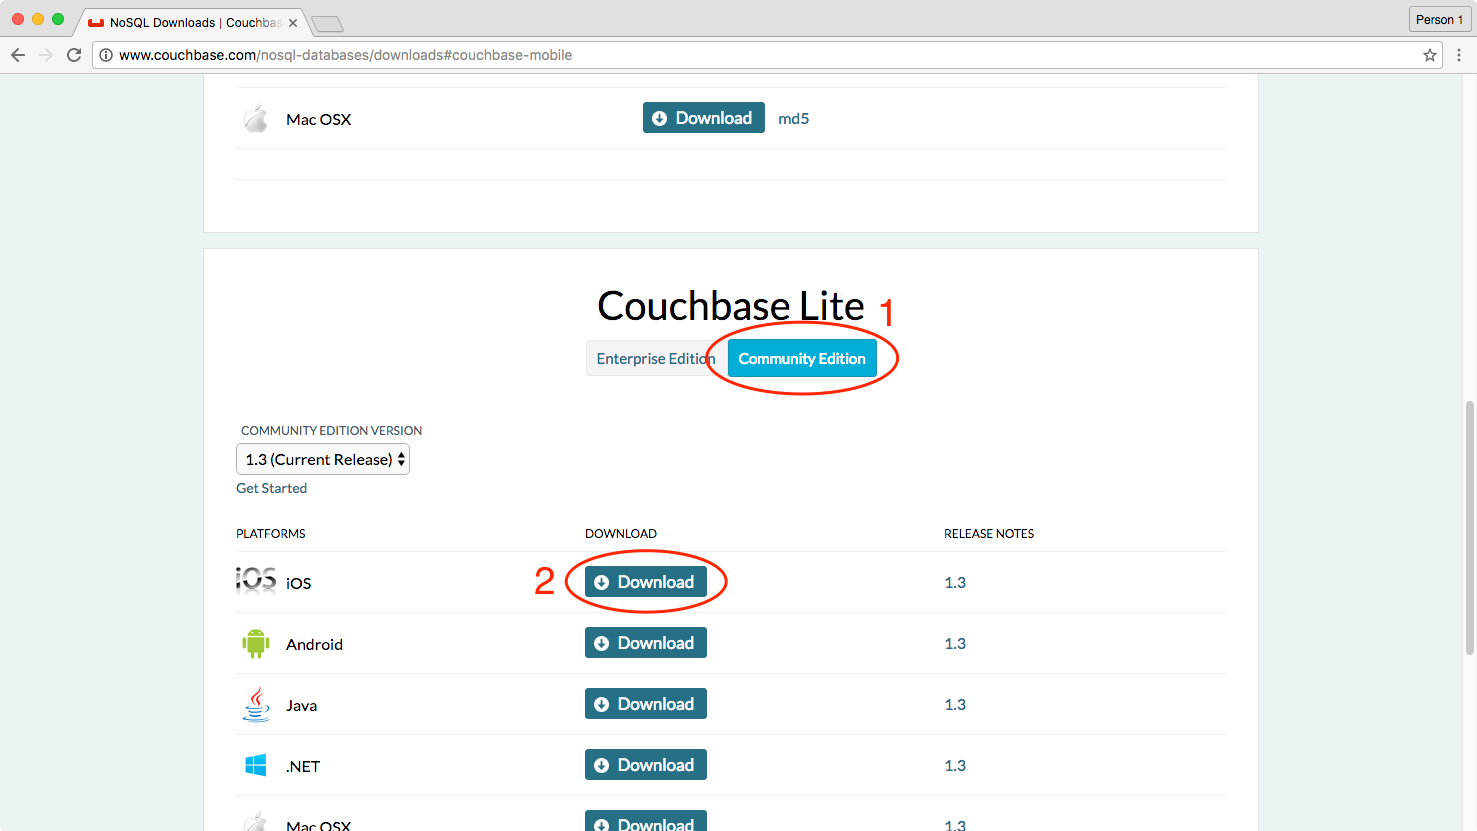 NoSQL Downloads | Couchbas
Person 1
www.couchbase.com/nosql-databases/downloads#couchbase-mobile
Mac OSX Download md5
Couchbase Lite 1
Enterprise Edition Community Edition
COMMUNITY EDITION VERSION
1.3 (Current Release)
Get Started
PLATFORMS DOWNLOAD RELEASE NOTES
iOS iOS 2 Download 1.3
Android Download 1.3
Java Download 1.3
.NET Download 1.3
Mac OSX Download 1.3